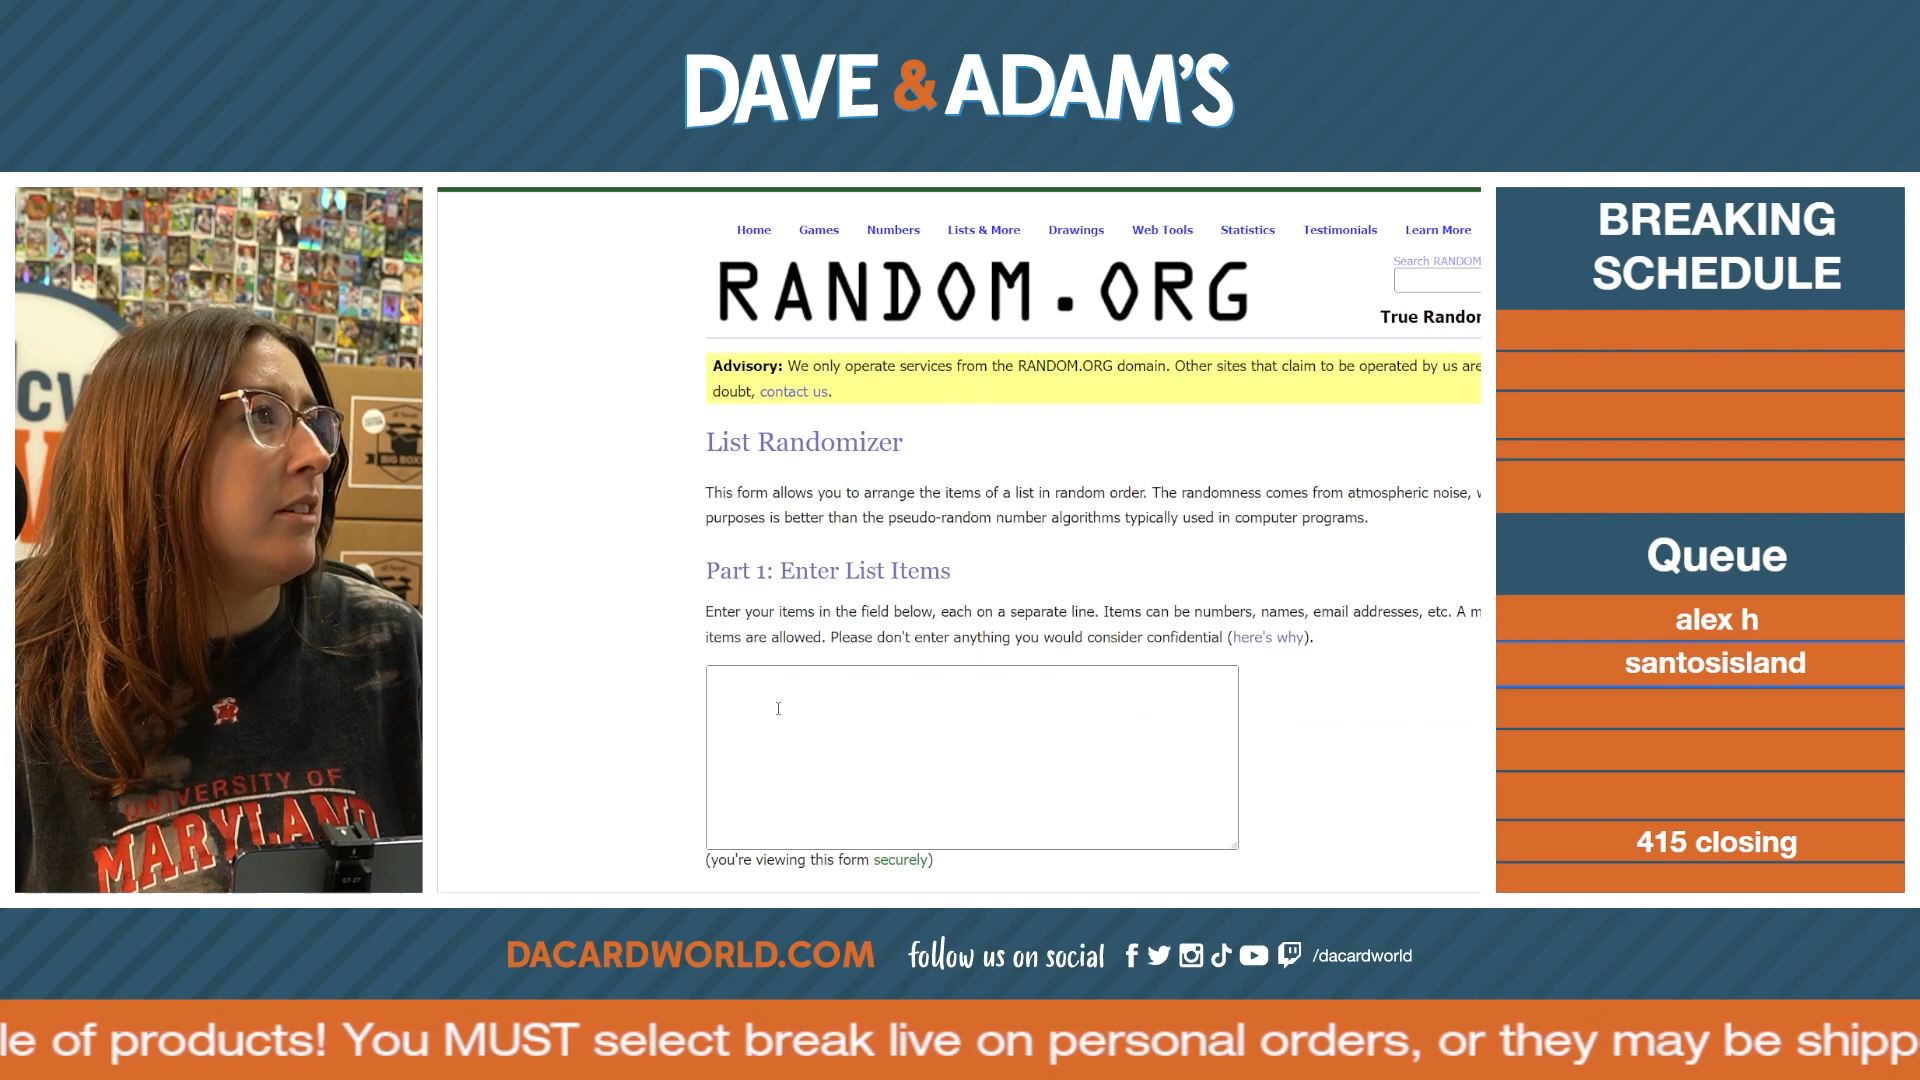 DAVE & ADAM'S
UNIVERSITY OF
MARYLAND
BIG BOX
Home Games Numbers Lists & More Drawings Web Tools Statistics Testimonials Learn More
Search RANDOM
RANDOM.ORG
True Random
Advisory: We only operate services from the RANDOM.ORG domain. Other sites that claim to be operated by us are
doubt, contact us.
List Randomizer
This form allows you to arrange the items of a list in random order. The randomness comes from atmospheric noise,
purposes is better than the pseudo-random number algorithms typically used in computer programs.
Part 1: Enter List Items
Enter your items in the field below, each on a separate line. Items can be numbers, names, email addresses, etc. A
items are allowed. Please don't enter anything you would consider confidential (here's why).
(you're viewing this form securely)
BREAKING
SCHEDULE
Queue
alex h
santosisland
415 closing
DACARDWORLD.COM follow us on social /dacardworld
le of products! You MUST select break live on personal orders, or they may be shipp